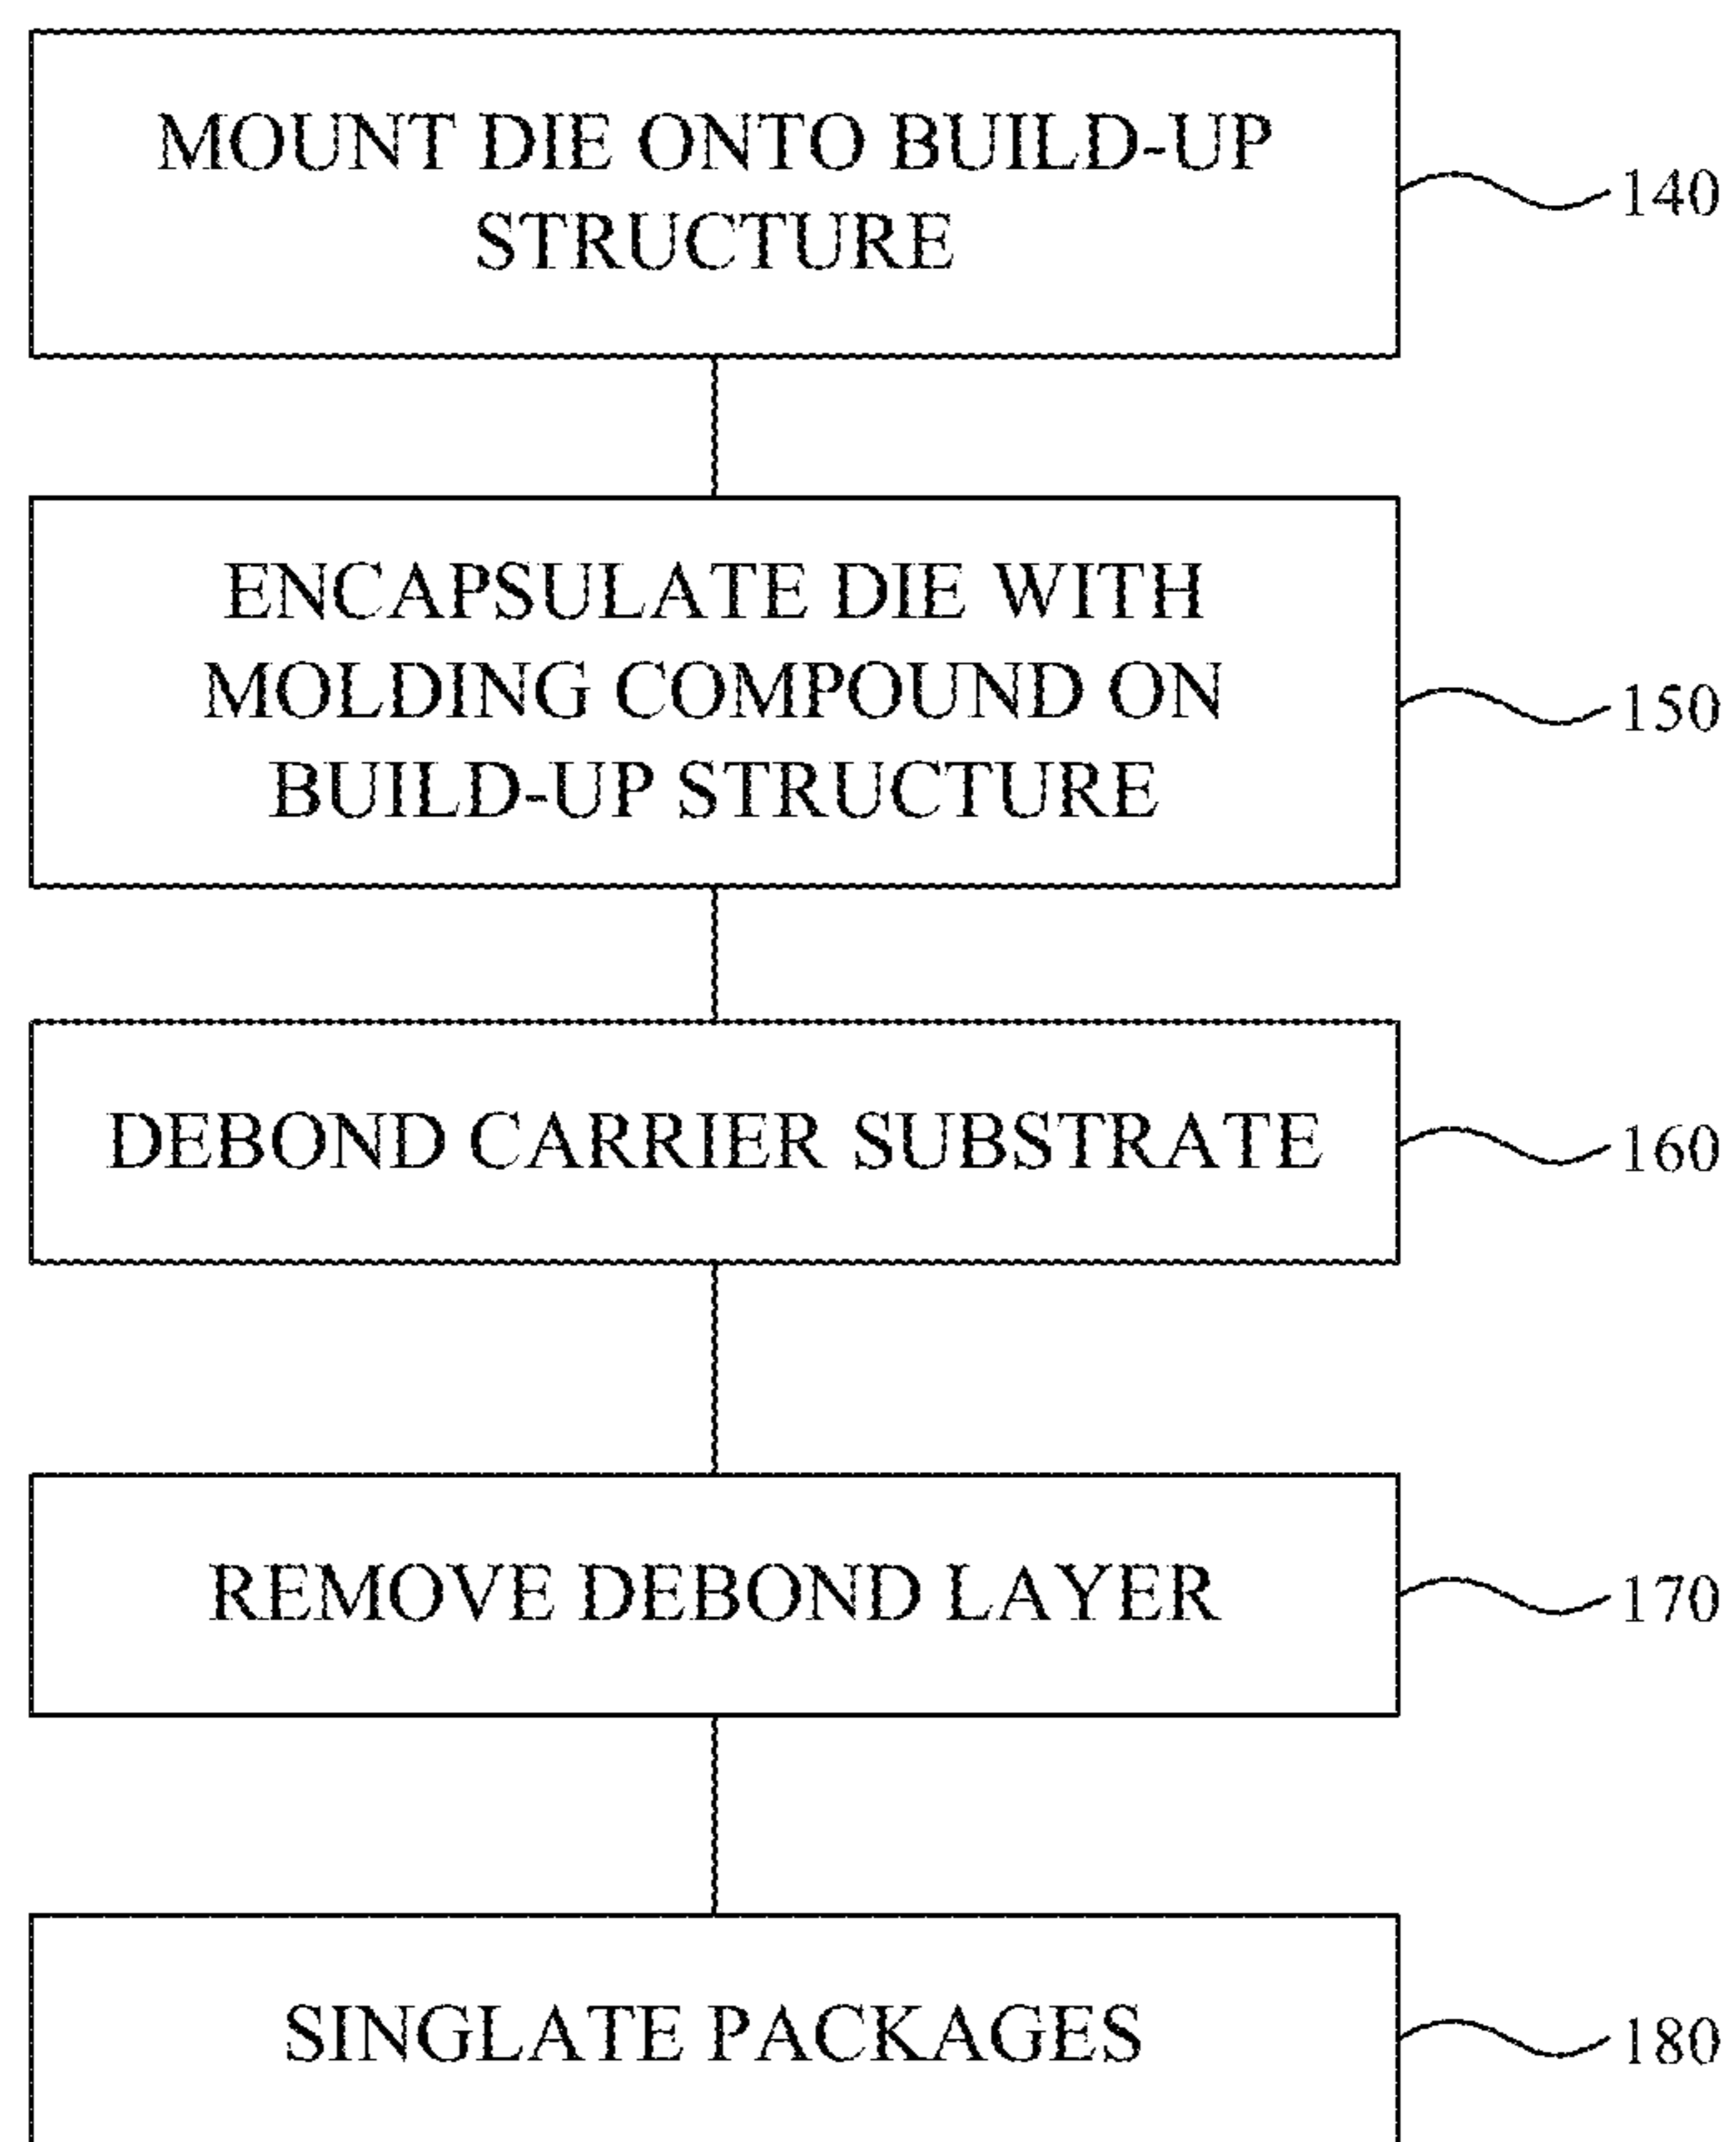 MOUNT DIE ONTO BUILD-UP
STRUCTURE
140
ENCAPSULATE DIE WITH
MOLDING COMPOUND ON
BUILD-UP STRUCTURE
150
DEBOND CARRIER SUBSTRATE
160
REMOVE DEBOND LAYER
170
SINGLATE PACKAGES
180